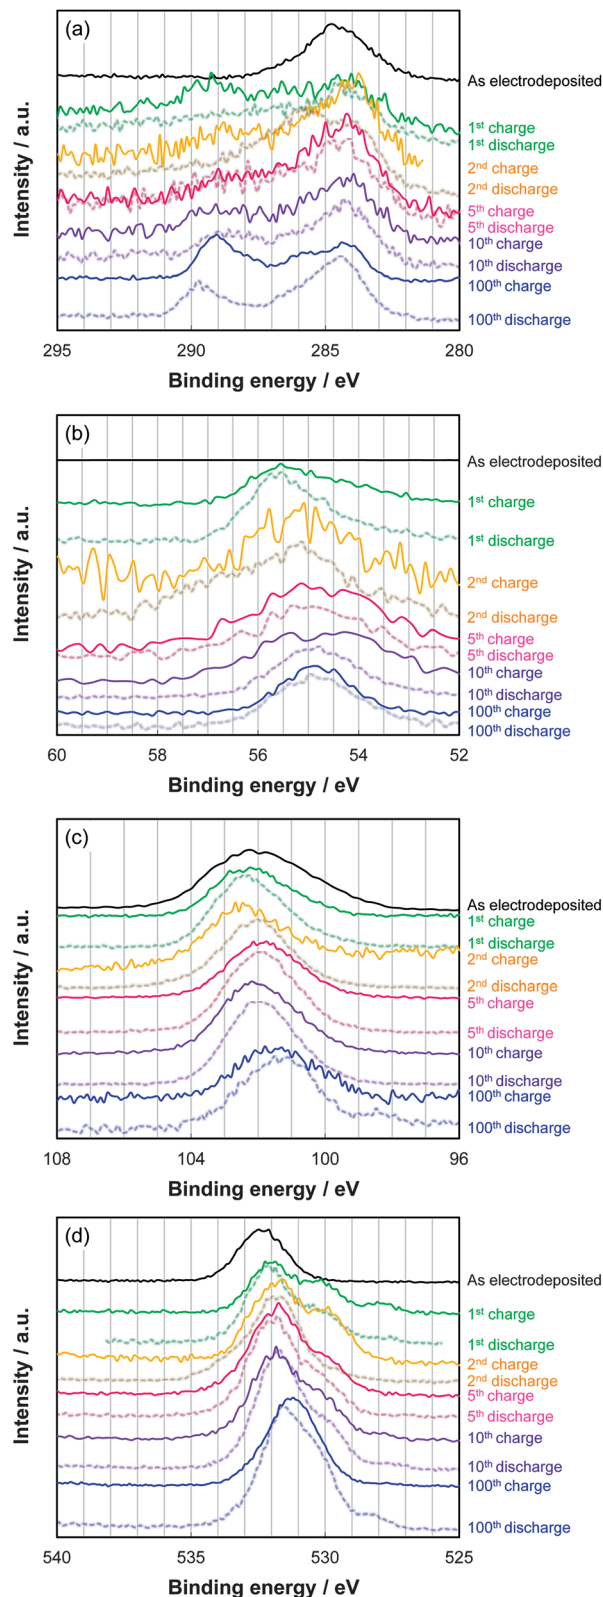 (a)
Intensity / a.u.
As electrodeposited
1st charge
1st discharge
2nd charge
2nd discharge
5th charge
5th discharge
10th charge
10th discharge
100th charge
100th discharge
295 290 285 280
Binding energy / eV
(b)
Intensity / a.u.
As electrodeposited
1st charge
1st discharge
2nd charge
2nd discharge
5th charge
5th discharge
10th charge
10th discharge
100th charge
100th discharge
60 58 56 54 52
Binding energy / eV
(c)
Intensity / a.u.
As electrodeposited
1st charge
1st discharge
2nd charge
2nd discharge
5th charge
5th discharge
10th charge
10th discharge
100th charge
100th discharge
108 104 100 96
Binding energy / eV
(d)
Intensity / a.u.
As electrodeposited
1st charge
1st discharge
2nd charge
2nd discharge
5th charge
5th discharge
10th charge
10th discharge
100th charge
100th discharge
540 535 530 525
Binding energy / eV